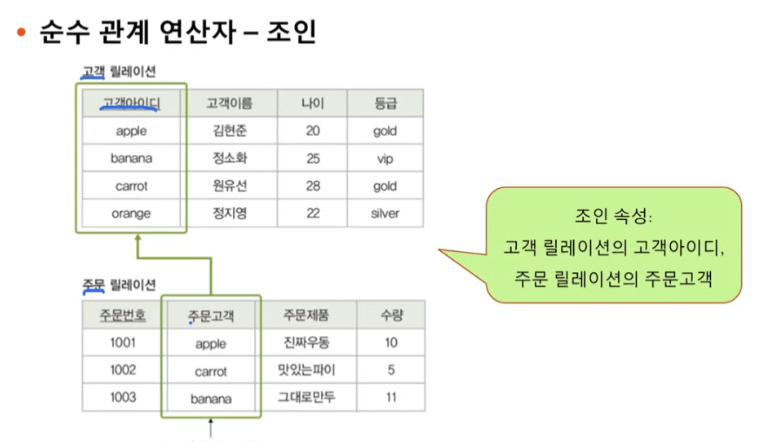 • 순수 관계 연산자 – 조인
고객 릴레이션
고객아이디 고객이름 나이 등급
apple 김현준 20 gold
banana 정소화 25 vip
carrot 원유선 28 gold
orange 정지영 22 silver
조인 속성:
고객 릴레이션의 고객아이디,
주문 릴레이션의 주문고객
주문 릴레이션
주문번호 주문고객 주문제품 수량
1001 apple 진짜우동 10
1002 carrot 맛있는파이 5
1003 banana 그대로만두 11